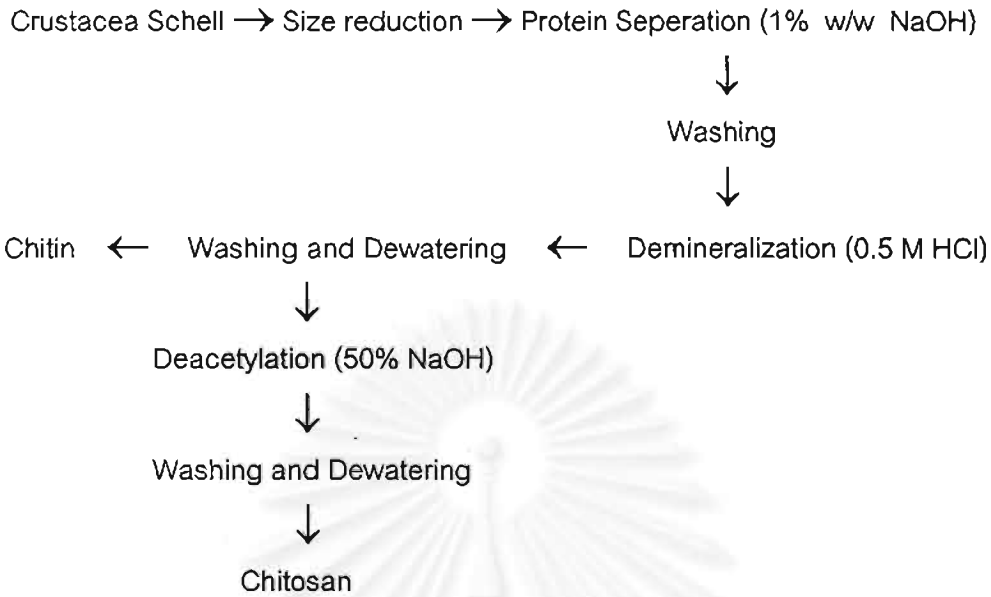 Crustacea Schell → Size reduction → Protein Seperation (1% w/w NaOH)
↓
Washing
↓
Chitin ← Washing and Dewatering ← Demineralization (0.5 M HCl)
↓
Deacetylation (50% NaOH)
↓
Washing and Dewatering
↓
Chitosan